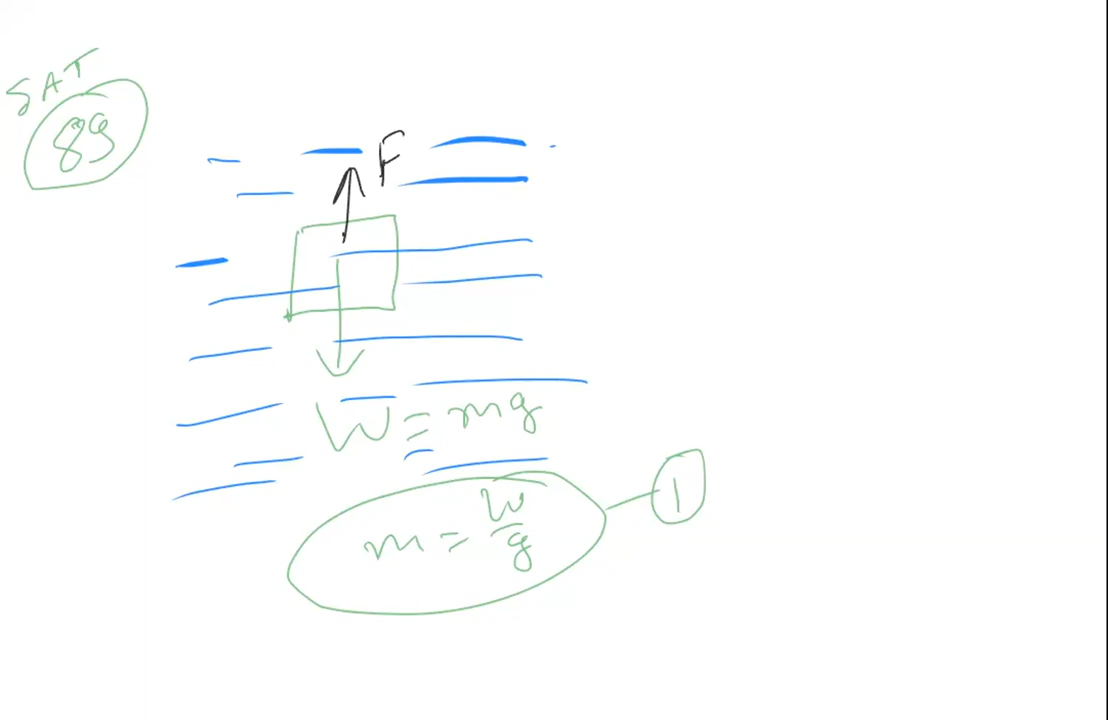 SAT
89
F
W = mg
m = W/g
1